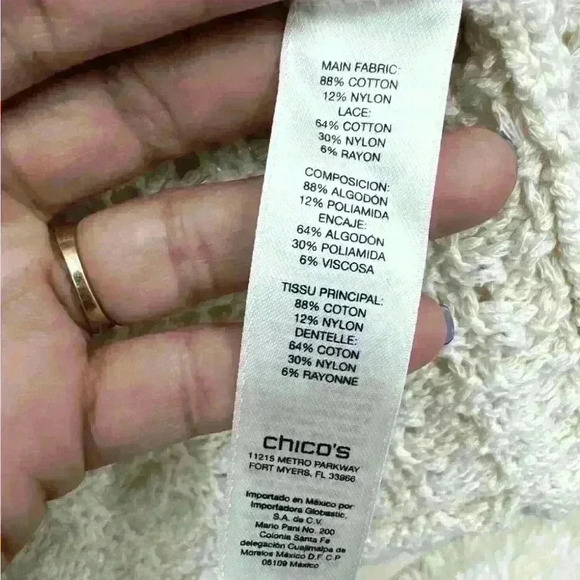 MAIN FABRIC:
88% COTTON
12% NYLON
LACE:
64% COTTON
30% NYLON
6% RAYON
COMPOSICION:
88% ALGODÓN
12% POLIAMIDA
ENCAJE:
64% ALGODÓN
30% POLIAMIDA
6% VISCOSA
TISSU PRINCIPAL:
88% COTON
12% NYLON
DENTELLE:
64% COTON
30% NYLON
6% RAYONNE
chico's
11215 METRO PARKWAY
FORT MYERS, FL 33966
Importado en México por
Importadora Globastic,
S.A. de C.V.
Mario Pani No. 200
Colonia Santa Fe
delegación Cuajimalpa de
Morelos México D.F. C.P
05109 México